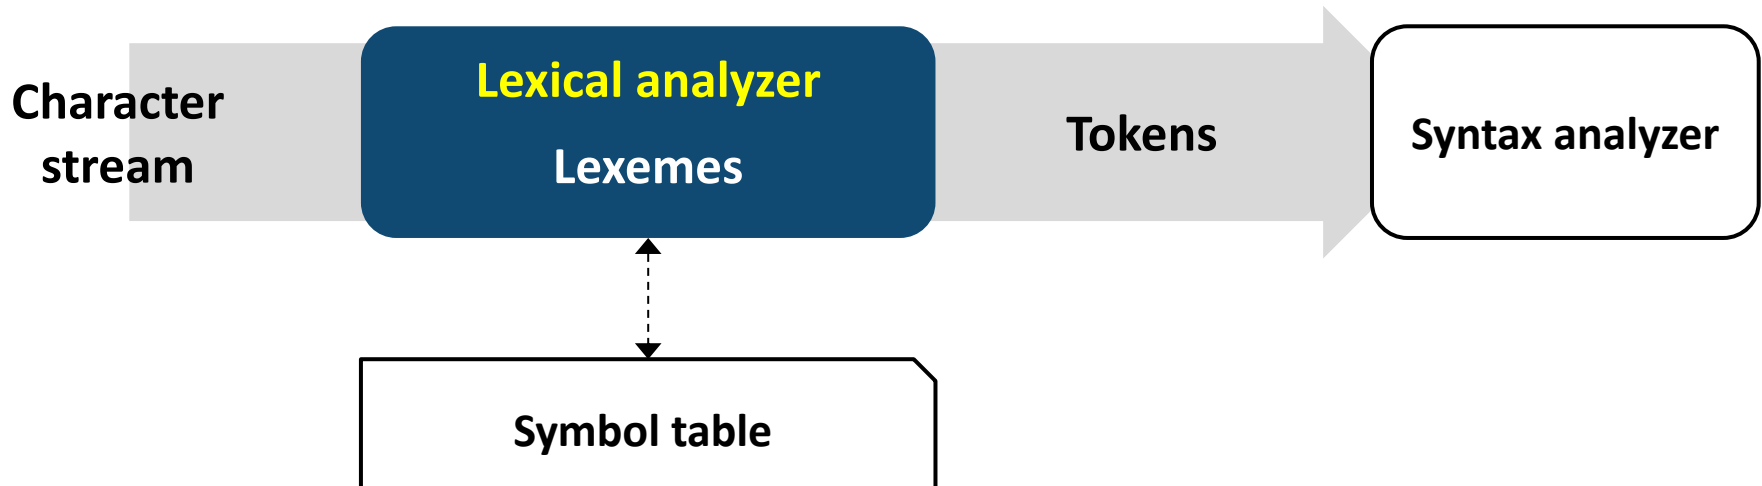 Character
stream
Lexical analyzer
Lexemes
Tokens
Syntax analyzer
Symbol table